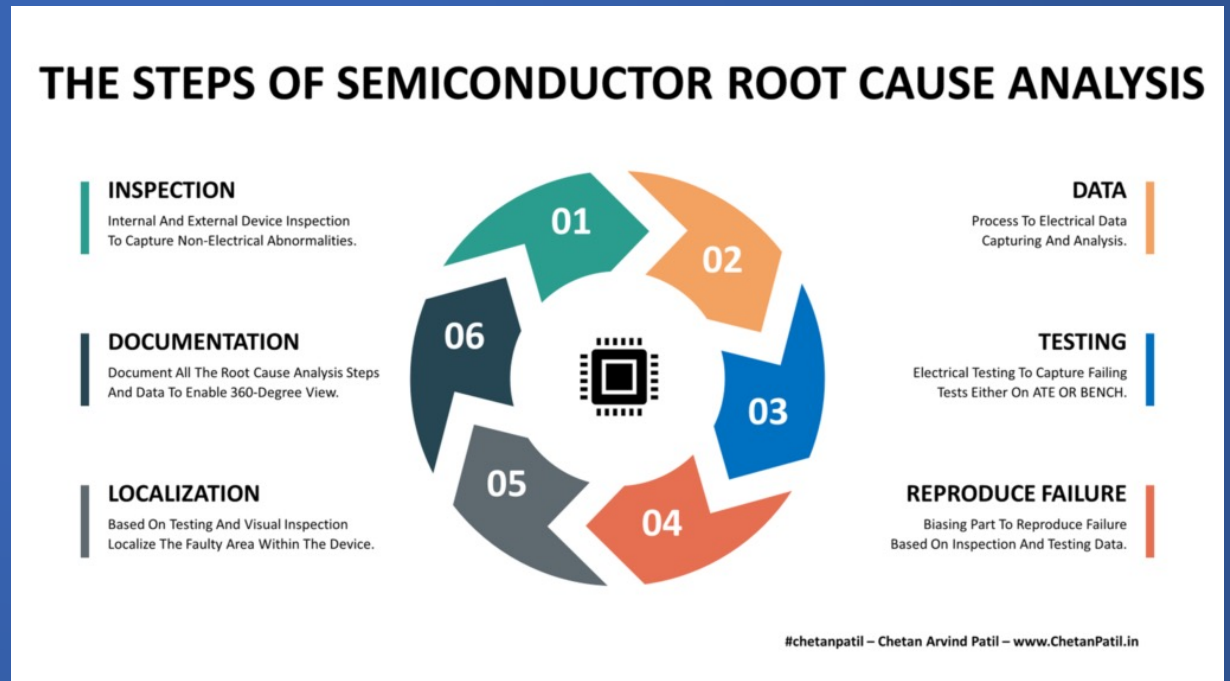 THE STEPS OF SEMICONDUCTOR ROOT CAUSE ANALYSIS
INSPECTION
Internal And External Device Inspection
To Capture Non-Electrical Abnormalities.
DOCUMENTATION
Document All The Root Cause Analysis Steps
And Data To Enable 360-Degree View.
LOCALIZATION
Based On Testing And Visual Inspection
Localize The Faulty Area Within The Device.
01
02
03
04
05
06
DATA
Process To Electrical Data
Capturing And Analysis.
TESTING
Electrical Testing To Capture Failing
Tests Either On ATE OR BENCH.
REPRODUCE FAILURE
Biasing Part To Reproduce Failure
Based On Inspection And Testing Data.
#chetanpatil – Chetan Arvind Patil – www.ChetanPatil.in